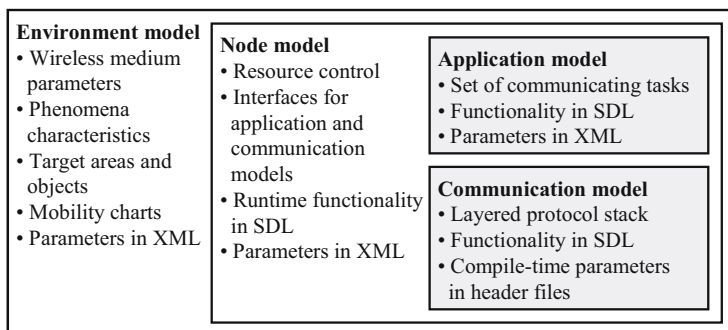 Environment model
• Wireless medium
parameters
• Phenomena
characteristics
• Target areas and
objects
• Mobility charts
• Parameters in XML
Node model
• Resource control
• Interfaces for
application and
communication
models
• Runtime functionality
in SDL
• Parameters in XML
Application model
• Set of communicating tasks
• Functionality in SDL
• Parameters in XML
Communication model
• Layered protocol stack
• Functionality in SDL
• Compile-time parameters
in header files